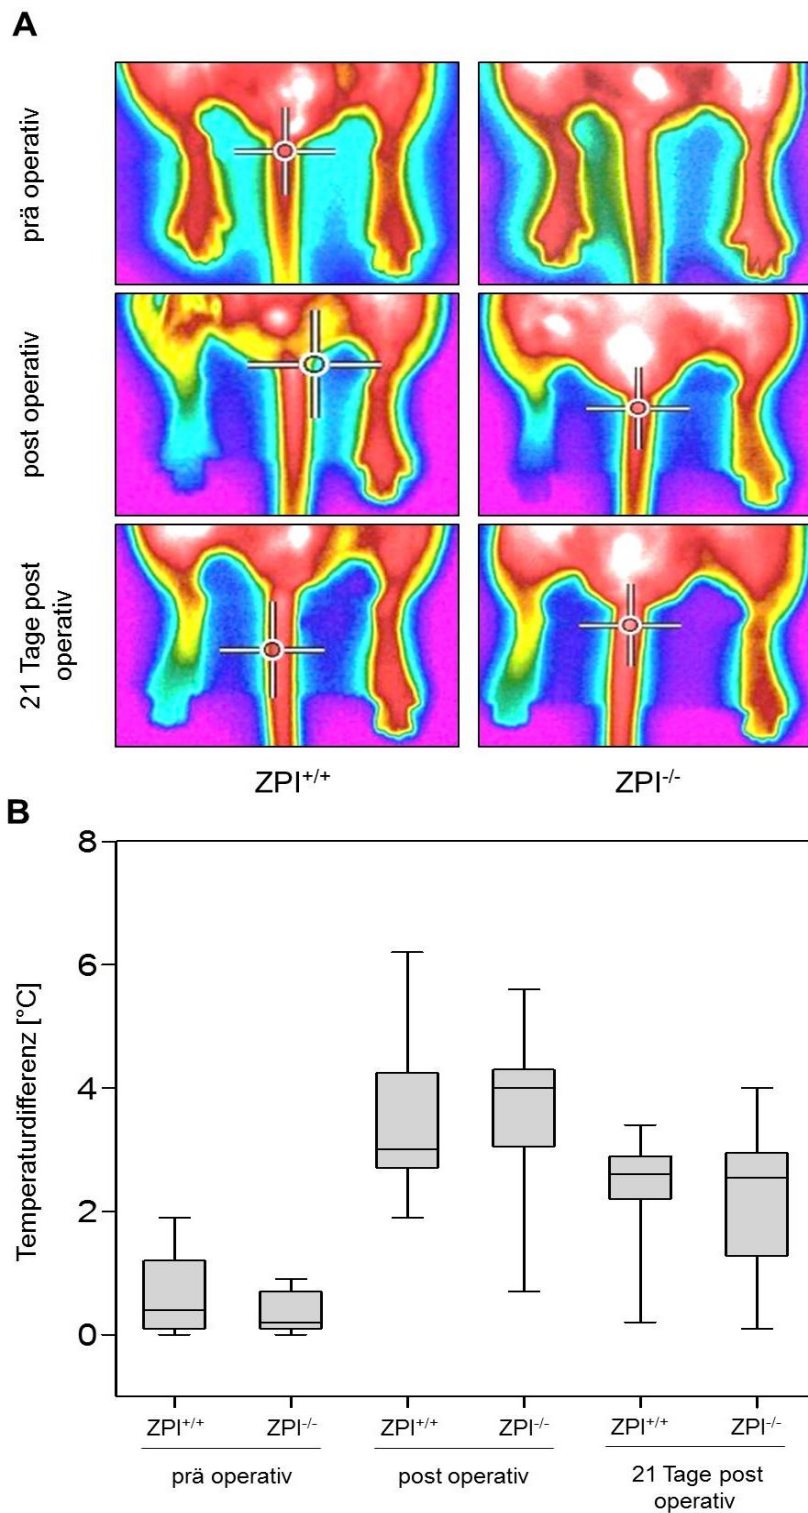 A
prä operativ
post operativ
21 Tage post
operativ
ZPI+/+
ZPI-/-
B
Temperaturdifferenz [°C]
8
6
4
2
0
ZPI+/+
ZPI-/-
ZPI+/+
ZPI-/-
ZPI+/+
ZPI-/-
prä operativ
post operativ
21 Tage post
operativ